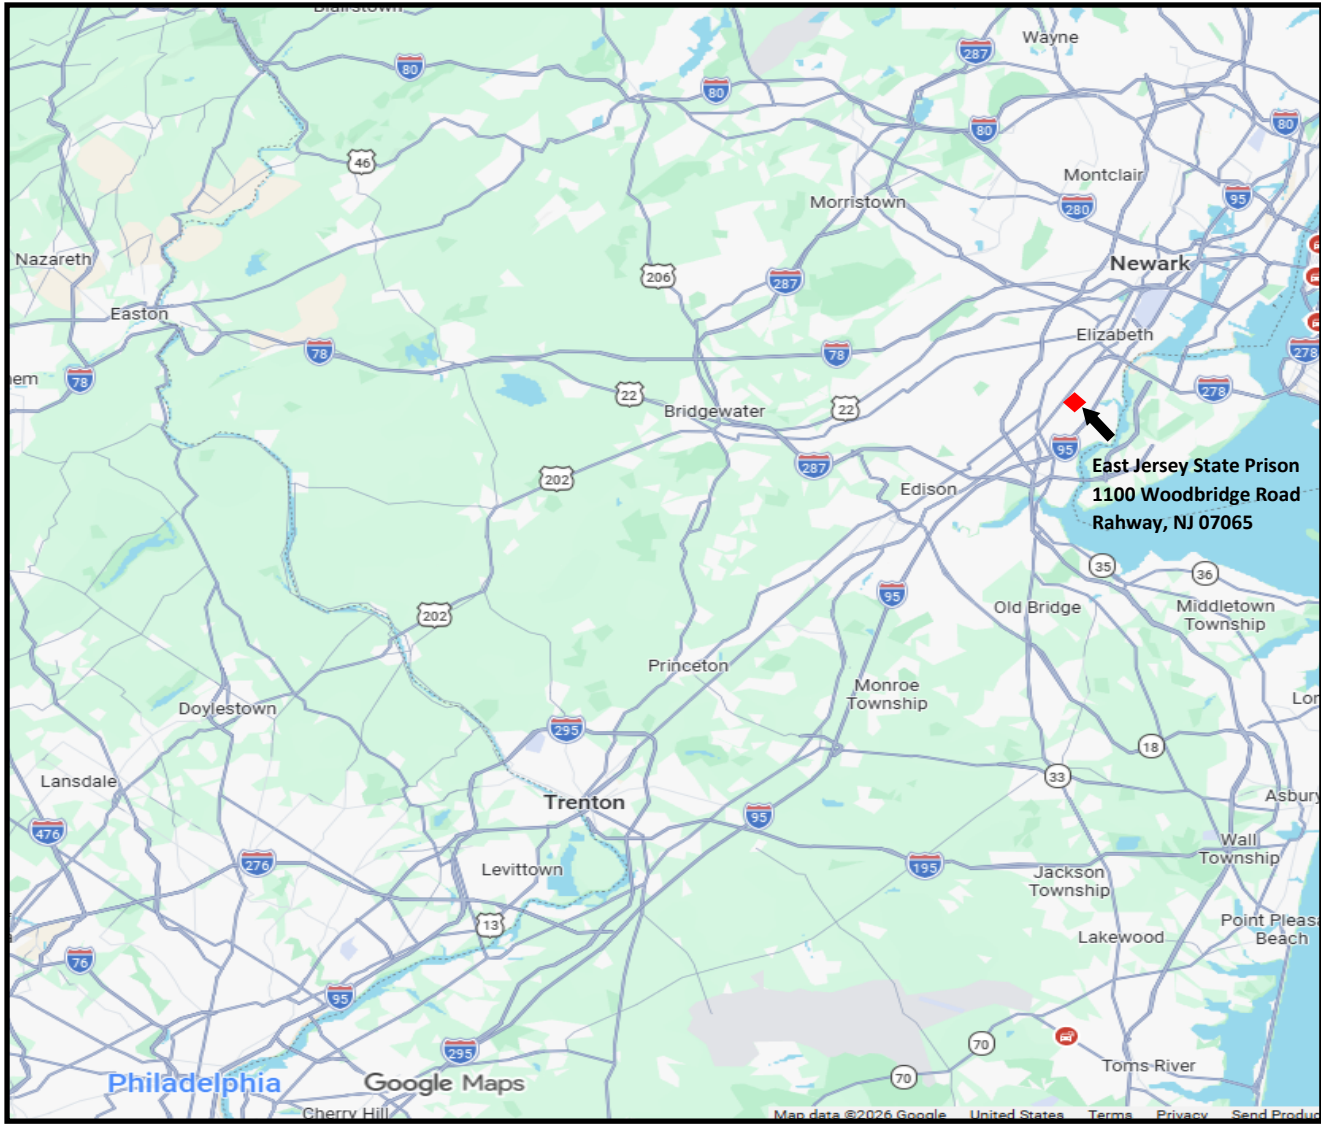 Blairstown
Wayne
287
80
80
80
80
46
Montclair
95
Morristown
280
Nazareth
Newark
206
287
Easton
Elizabeth
78
78
278
em
78
278
22
Bridgewater
22
95
287
East Jersey State Prison
1100 Woodbridge Road
Rahway, NJ 07065
202
Edison
35
36
95
Old Bridge
Middletown
Township
202
Princeton
Monroe
Township
Lor
Doylestown
295
18
33
Lansdale
Trenton
Asbury
95
476
Wall
Township
276
Levittown
195
Jackson
Township
13
Point Pleasa
Beach
Lakewood
76
95
70
295
Toms River
70
Philadelphia
Google Maps
Cherry Hill
Map data ©2026 Google United States Terms Privacy Send Produc